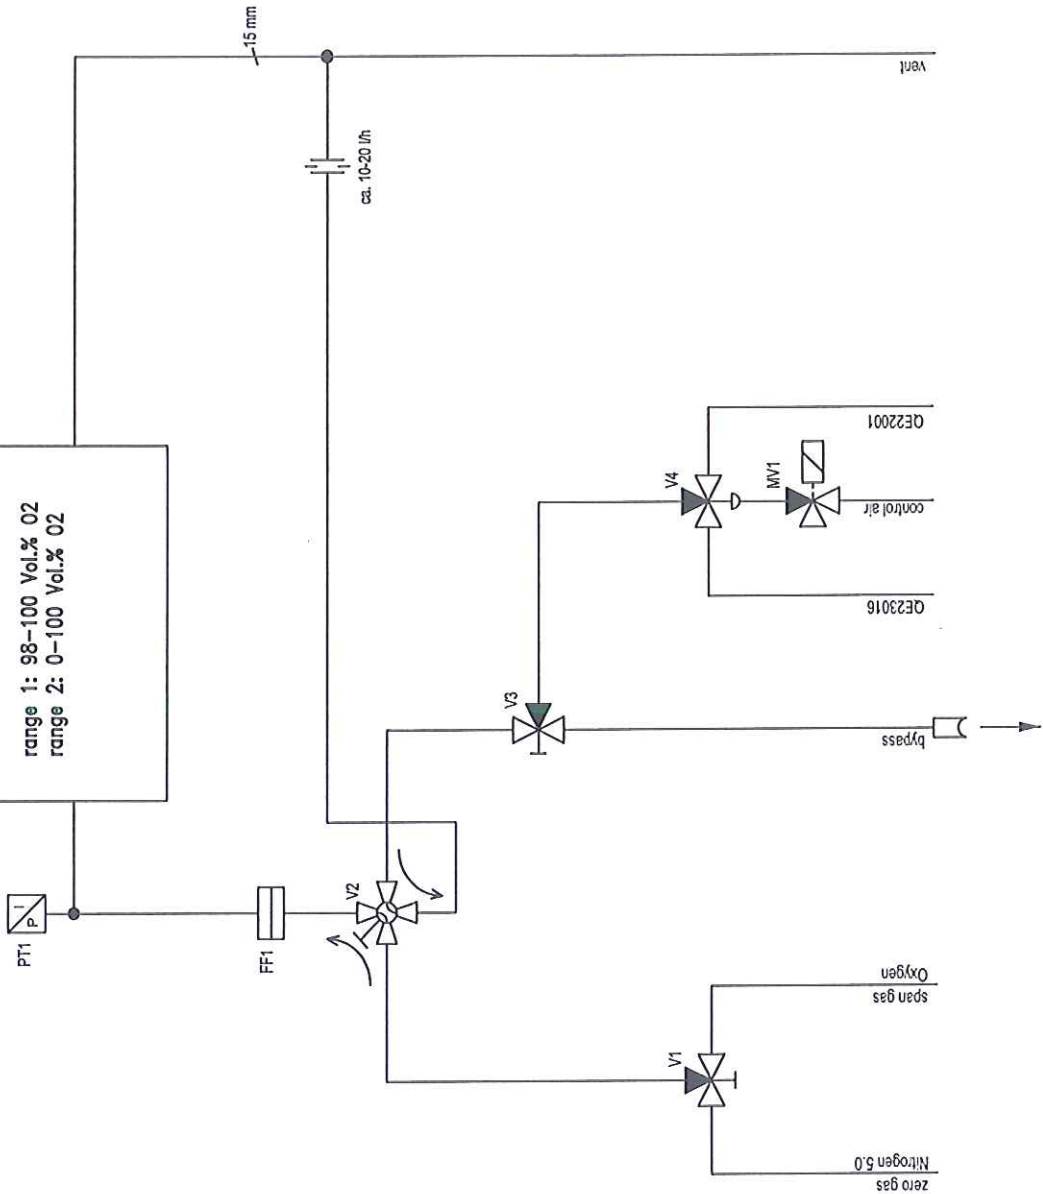 range 1: 98-100 Vol.% O2
range 2: 0-100 Vol.% O2
15 mm
vent
ca. 10-20 l/h
PT1
P
I
FF1
V2
V4
QE22001
MV1
control air
QE23016
V3
bypass
V1
Oxygen
span gas
Nitrogen 5.0
zero gas